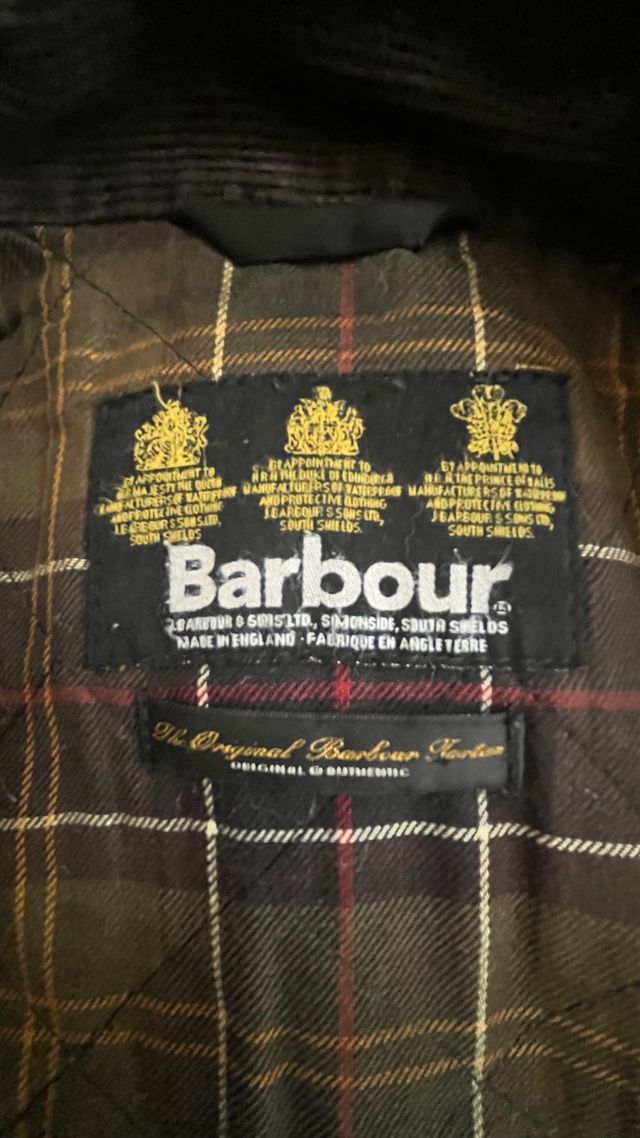 BY APPOINTMENT TO
HER MAJESTY THE QUEEN
MANUFACTURERS OF WATERPROOF
AND PROTECTIVE CLOTHING
J. BARBOUR & SONS LTD.,
SOUTH SHIELDS
BY APPOINTMENT TO
H.R.H. THE DUKE OF EDINBURGH
MANUFACTURERS OF WATERPROOF
AND PROTECTIVE CLOTHING
J. BARBOUR & SONS LTD,
SOUTH SHIELDS.
BY APPOINTMENT TO
H.R.H. THE PRINCE OF WALES
MANUFACTURERS OF WATERPROOF
AND PROTECTIVE CLOTHING
J. BARBOUR & SONS LTD.
SOUTH SHIELDS
Barbour®
J.BARBOUR & SONS LTD., SIMONSIDE, SOUTH SHIELDS
MADE IN ENGLAND · FABRIQUE EN ANGLETERRE
The Original Barbour Tartan
ORIGINAL & AUTHENTIC